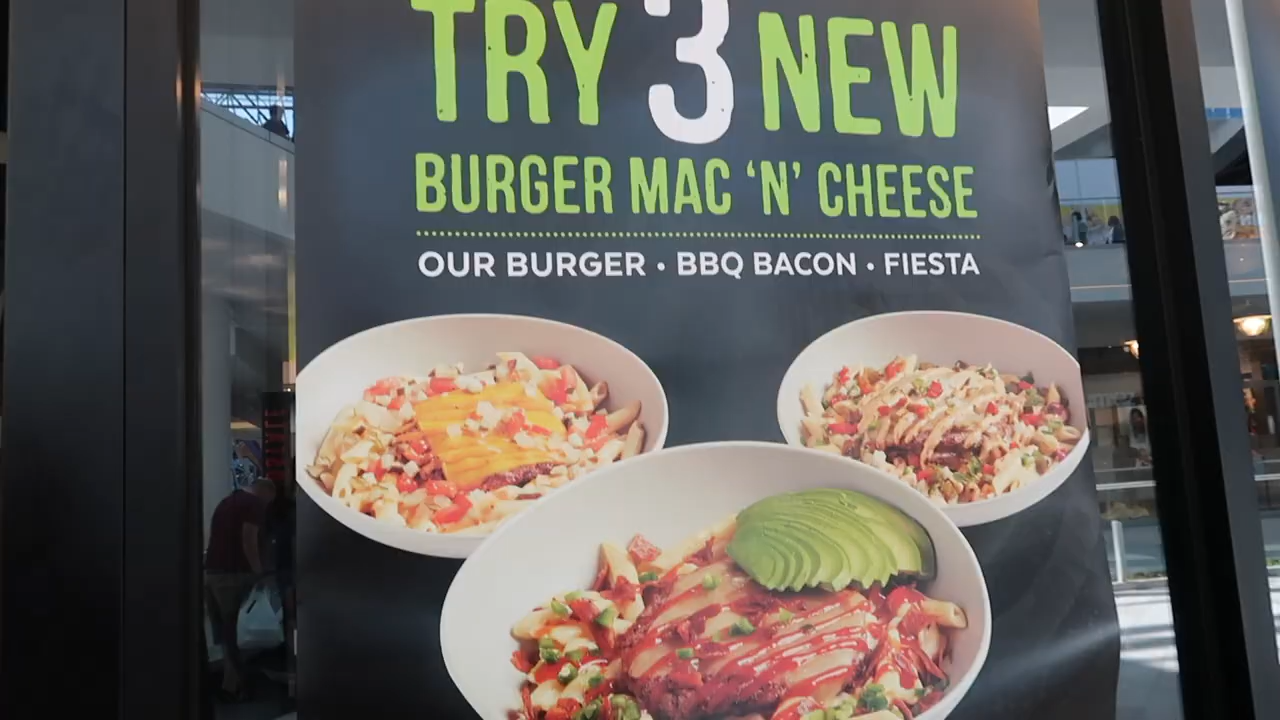 TRY 3 NEW
BURGER MAC 'N' CHEESE
OUR BURGER • BBQ BACON • FIESTA